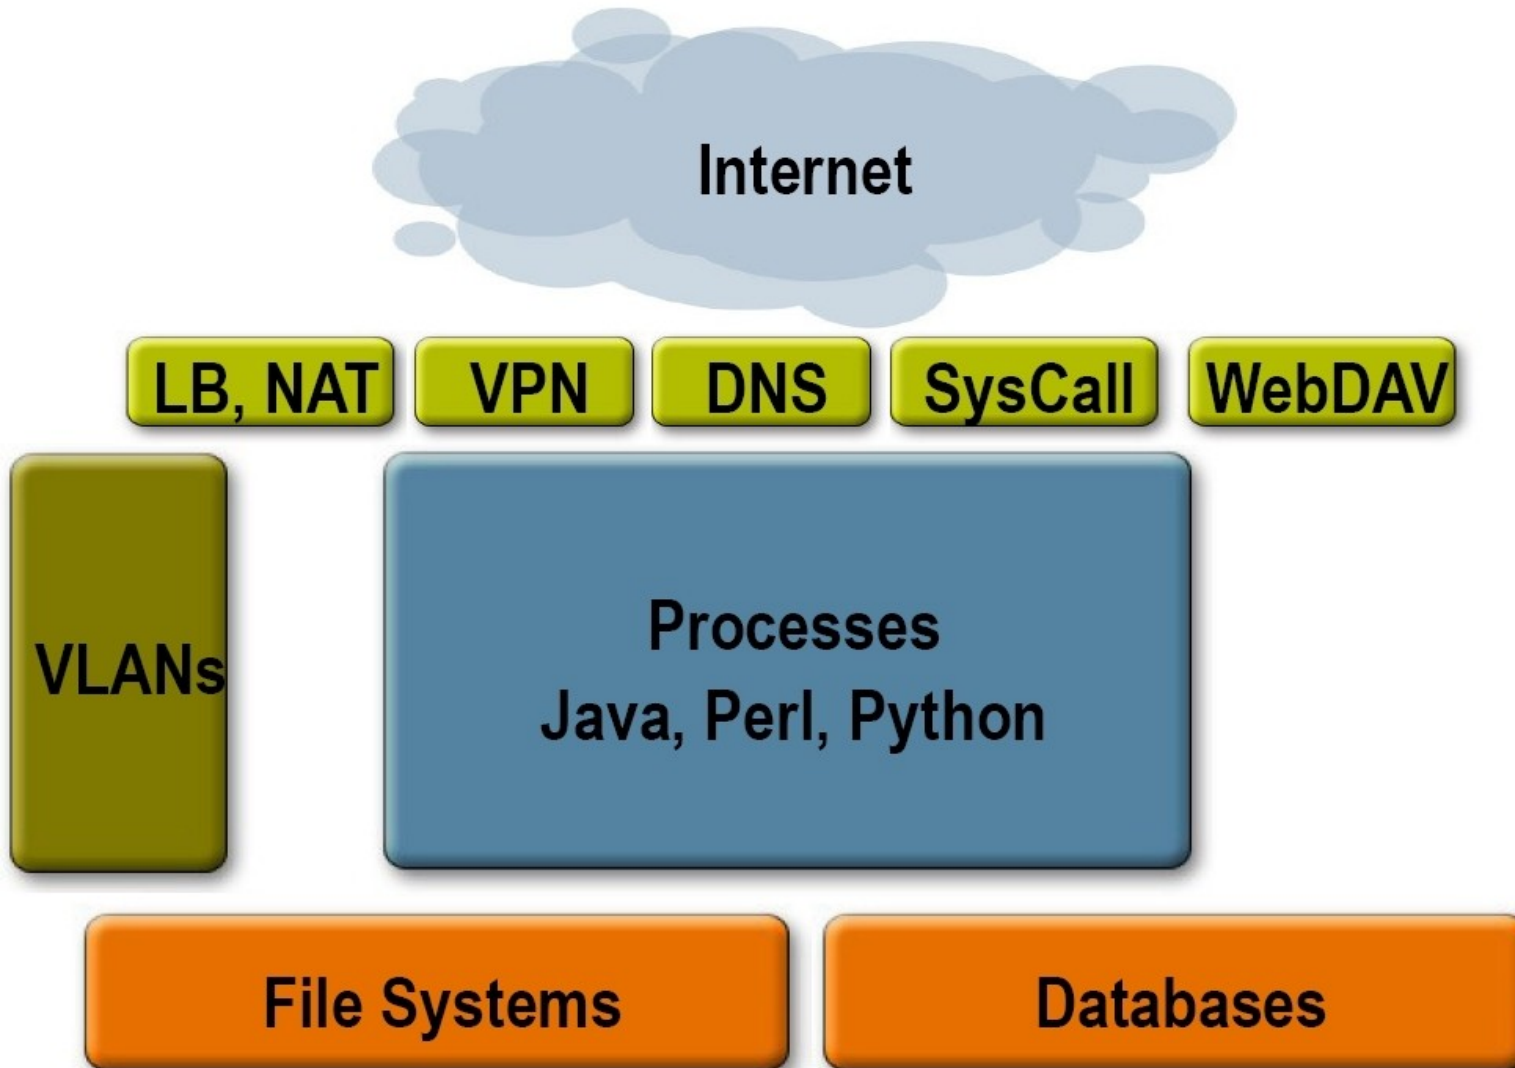 Internet
LB, NAT
VPN
DNS
SysCall
WebDAV
VLANs
Processes
Java, Perl, Python
File Systems
Databases